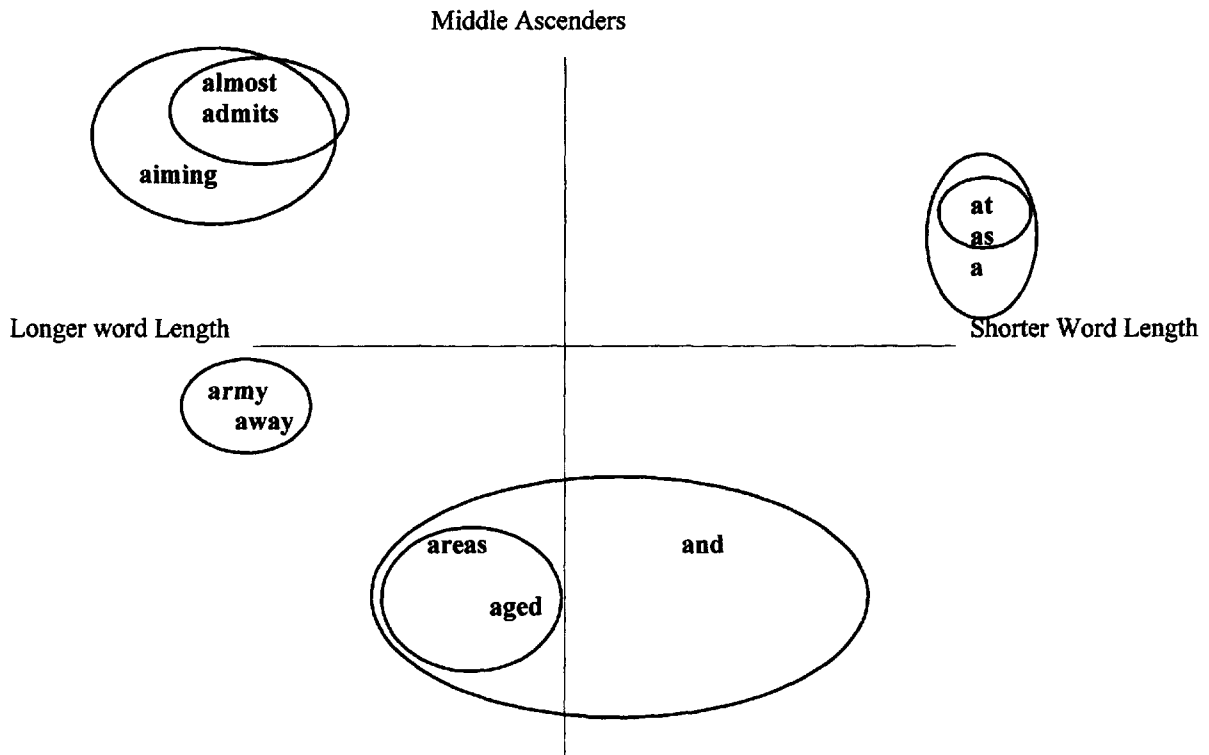 Middle Ascenders
almost
admits
aiming
at
as
a
Longer word Length
Shorter Word Length
army
away
areas
and
aged